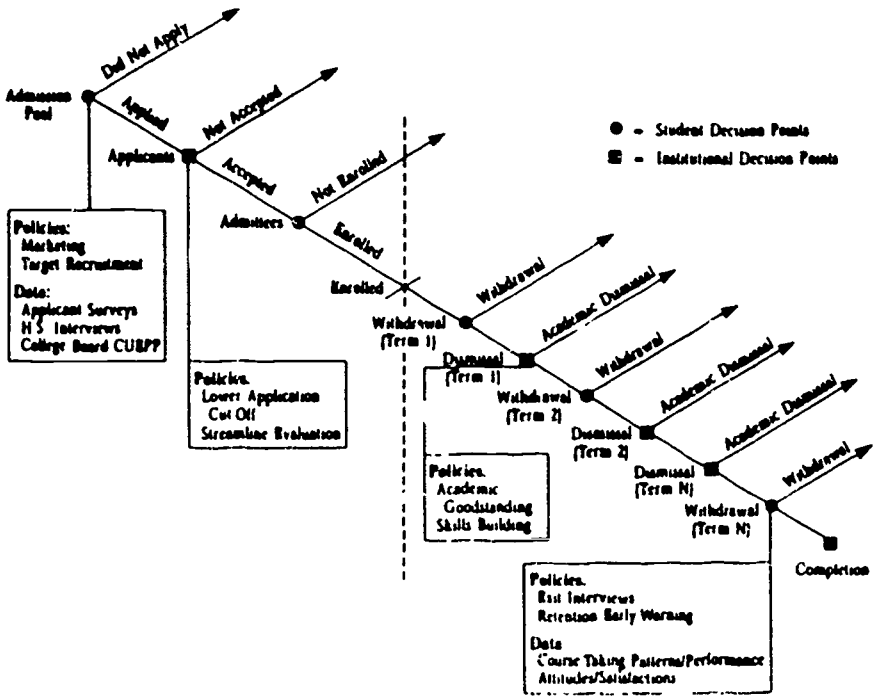 Did Not Apply
Admission
Pool
Applied
Not Accepted
Applicants
Accepted
Not Enrolled
Admittees
Enrolled
Enrolled
● = Student Decision Points
■ = Institutional Decision Points
Policies:
Marketing
Target Recruitment
Data:
Applicant Surveys
H S Interviews
College Board CUEPP
Policies.
Lower Application
Cut Off
Streamline Evaluation
Withdrawal
(Term 1)
Withdrawal
Dismissal
(Term 1)
Academic Dismissal
Withdrawal
(Term 2)
Withdrawal
Dismissal
(Term 2)
Academic Dismissal
Dismissal
(Term N)
Academic Dismissal
Withdrawal
(Term N)
Withdrawal
Completion
Policies.
Academic
Goodstanding
Skills Building
Policies.
Exit Interviews
Retention Early Warning
Data
Course Taking Patterns/Performance
Attitudes/Satisfactions